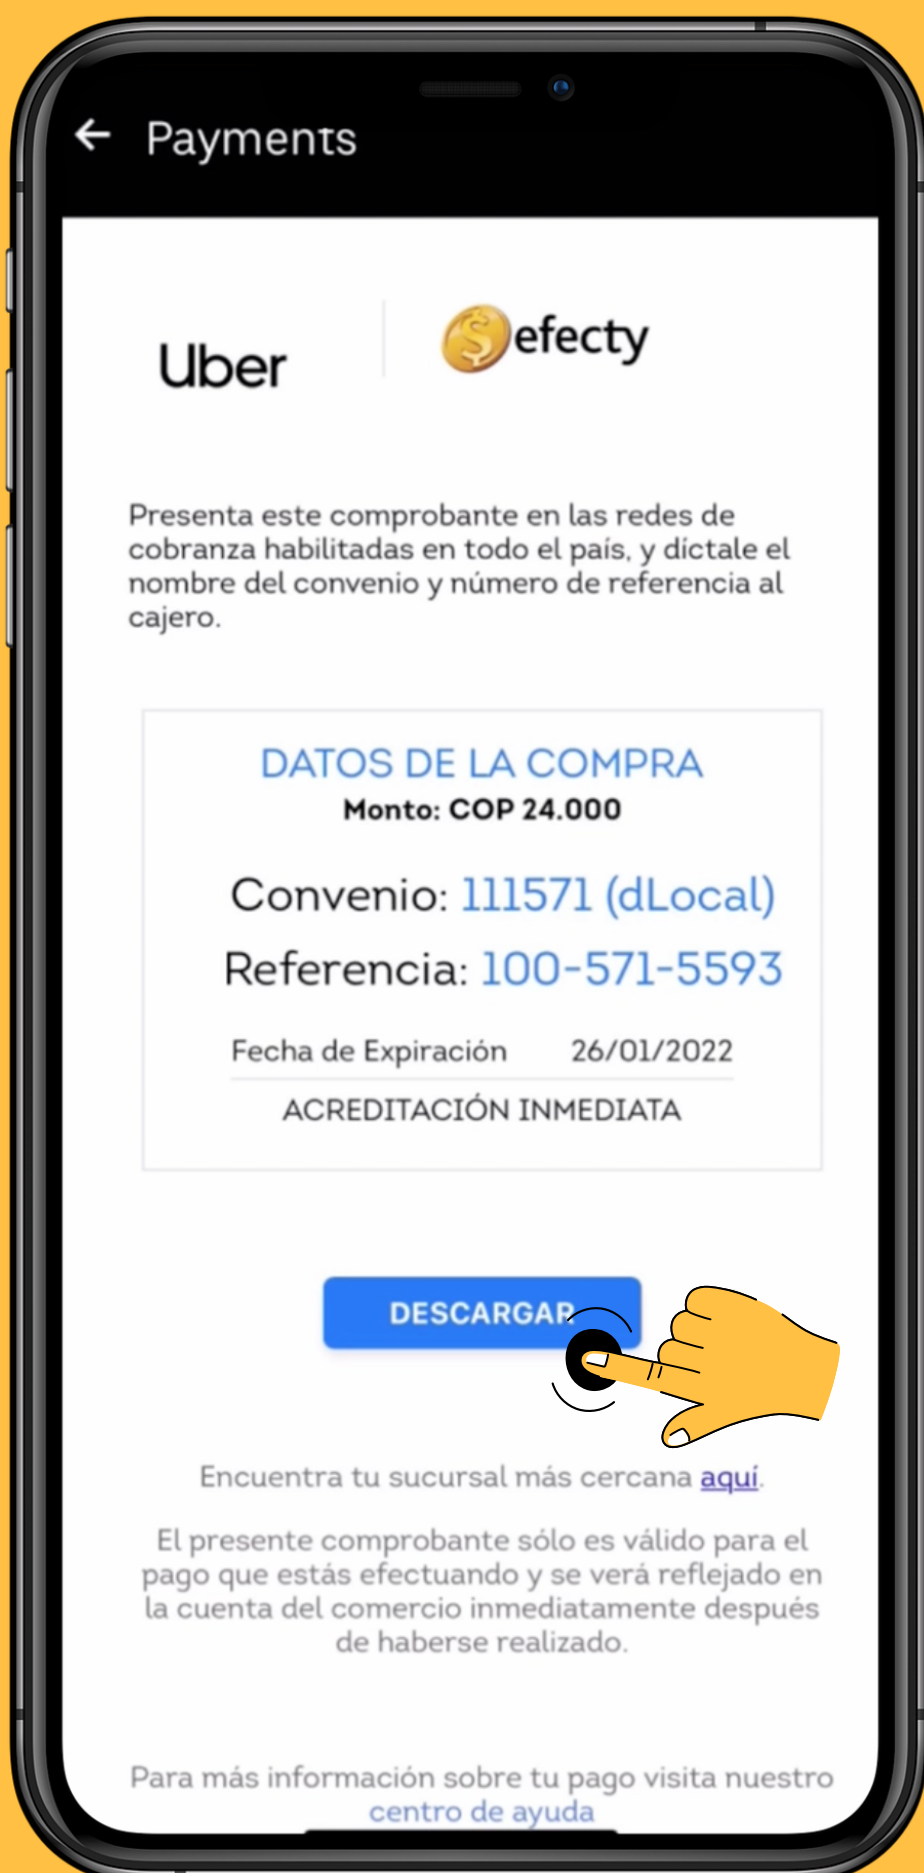 Payments
Uber
efecty
Presenta este comprobante en las redes de
cobranza habilitadas en todo el país, y díctale el
nombre del convenio y número de referencia al
cajero.
DATOS DE LA COMPRA
Monto: COP 24.000
Convenio: 111571 (dLocal)
Referencia: 100-571-5593
Fecha de Expiración 26/01/2022
ACREDITACIÓN INMEDIATA
DESCARGAR
Encuentra tu sucursal más cercana aquí.
El presente comprobante sólo es válido para el
pago que estás efectuando y se verá reflejado en
la cuenta del comercio inmediatamente después
de haberse realizado.
Para más información sobre tu pago visita nuestro
centro de ayuda